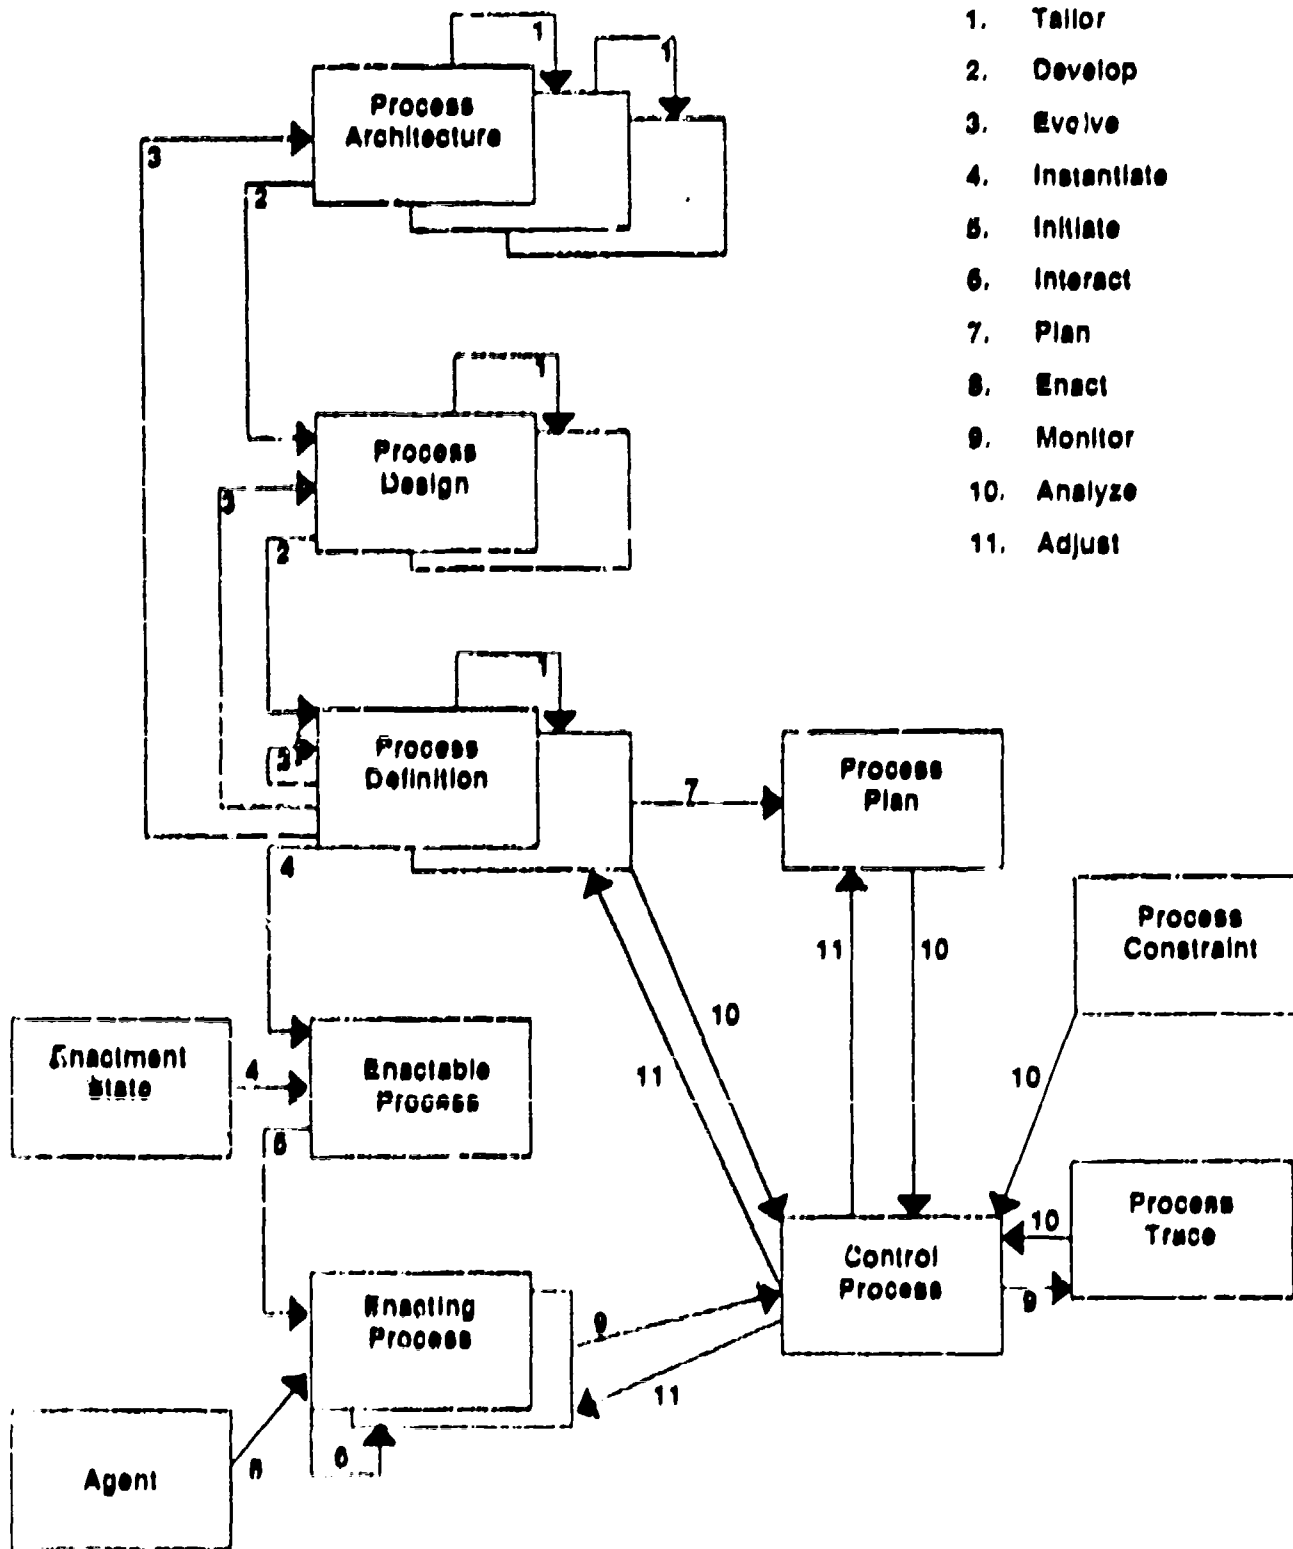 1. Tailor
2. Develop
3. Evolve
4. Instantiate
5. Initiate
6. Interact
7. Plan
8. Enact
9. Monitor
10. Analyze
11. Adjust
1
1
Process
Architecture
3
2
1
Process
Design
3
2
1
Process
Definition
3
7
Process
Plan
4
11
10
Process
Constraint
10
11
10
Enactment
State
4
Enactable
Process
5
Process
Trace
10
9
Control
Process
Enacting
Process
9
11
6
Agent